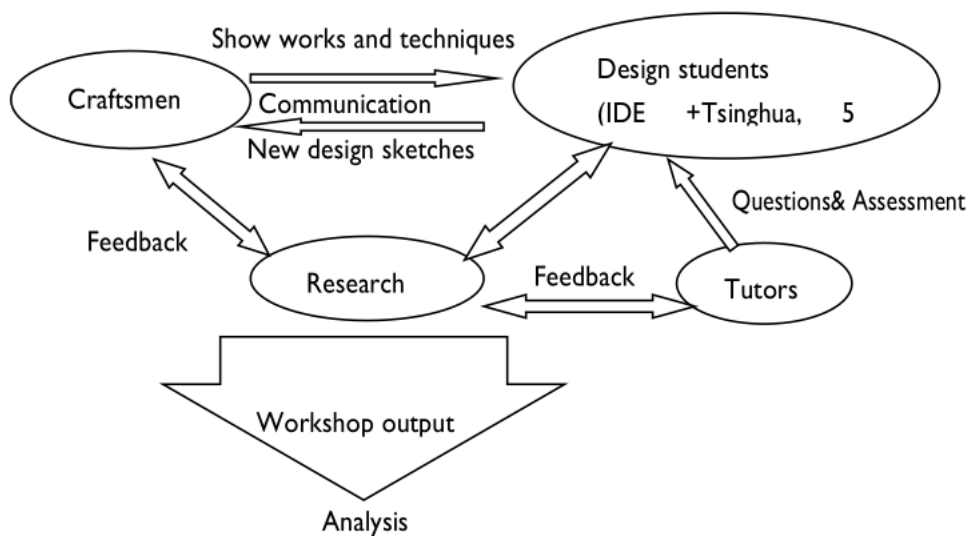 Show works and techniques
Craftsmen
Communication
New design sketches
Design students
(IDE +Tsinghua, 5
Questions& Assessment
Feedback
Research
Feedback
Tutors
Workshop output
Analysis